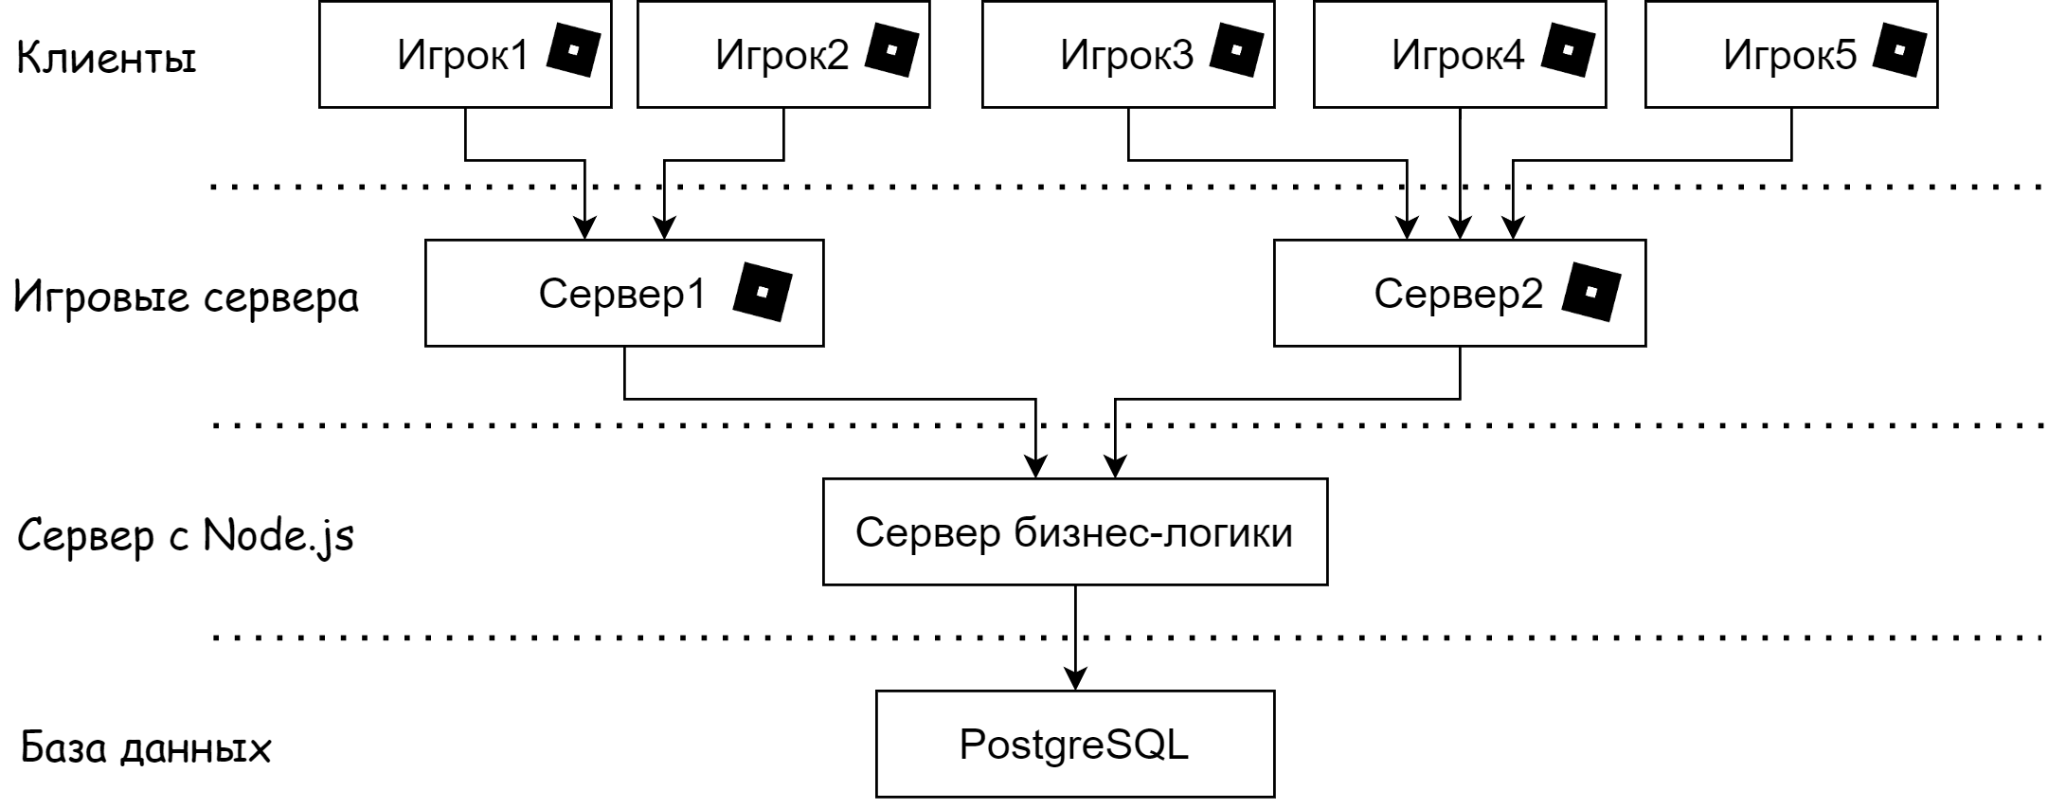 Клиенты
Игрок1
Игрок2
Игрок3
Игрок4
Игрок5
Игровые сервера
Сервер1
Сервер2
Сервер с Node.js
Сервер бизнес-логики
База данных
PostgreSQL